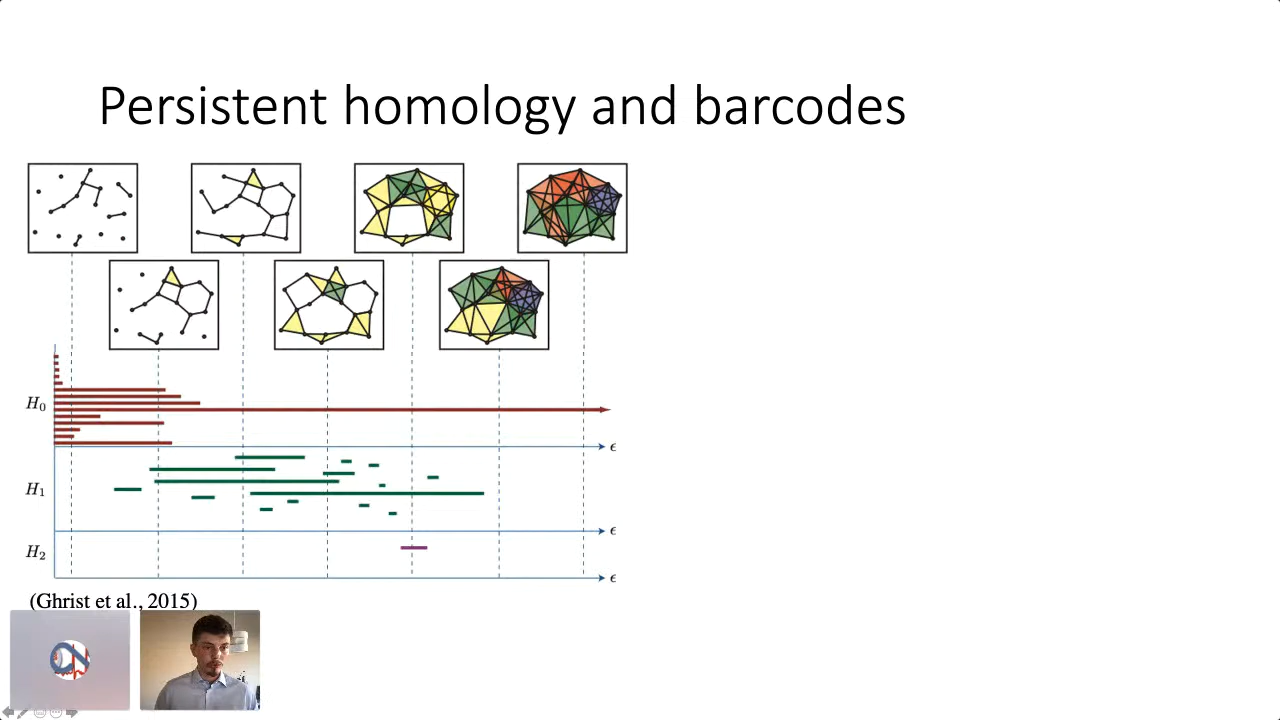 Persistent homology and barcodes
H₀
ϵ
H₁
ϵ
H₂
ϵ
(Ghrist et al., 2015)